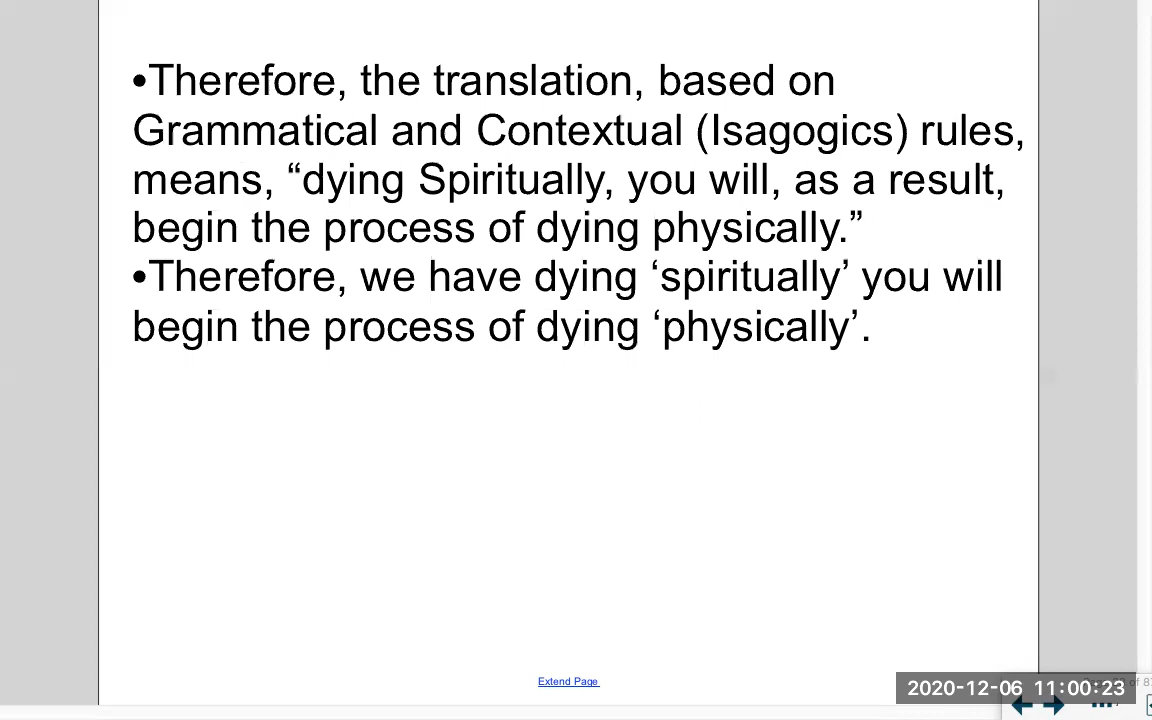 •Therefore, the translation, based on
Grammatical and Contextual (Isagogics) rules,
means, “dying Spiritually, you will, as a result,
begin the process of dying physically.”
•Therefore, we have dying ‘spiritually’ you will
begin the process of dying ‘physically’.
Extend Page
2020-12-06 11:00:23
of 87